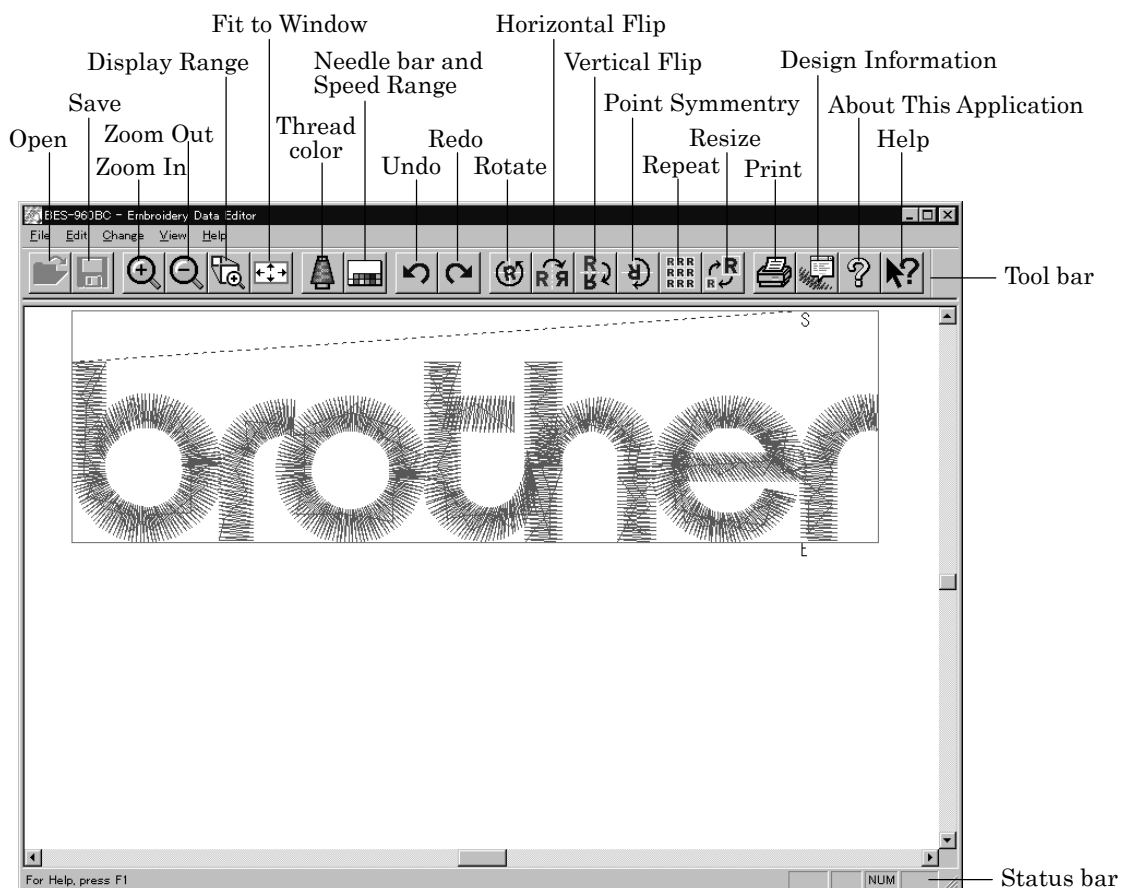 Fit to Window
Horizontal Flip
Display Range
Needle bar and
Speed Range
Vertical Flip
Design Information
Save
Point Symmentry
About This Application
Open
Zoom Out
Thread
color
Redo
Resize
Help
Zoom In
Undo
Rotate
Repeat
Print
BES-960BC - Embroidery Data Editor
File Edit Change View Help
Tool bar
S
brother
E
For Help, press F1
NUM
Status bar